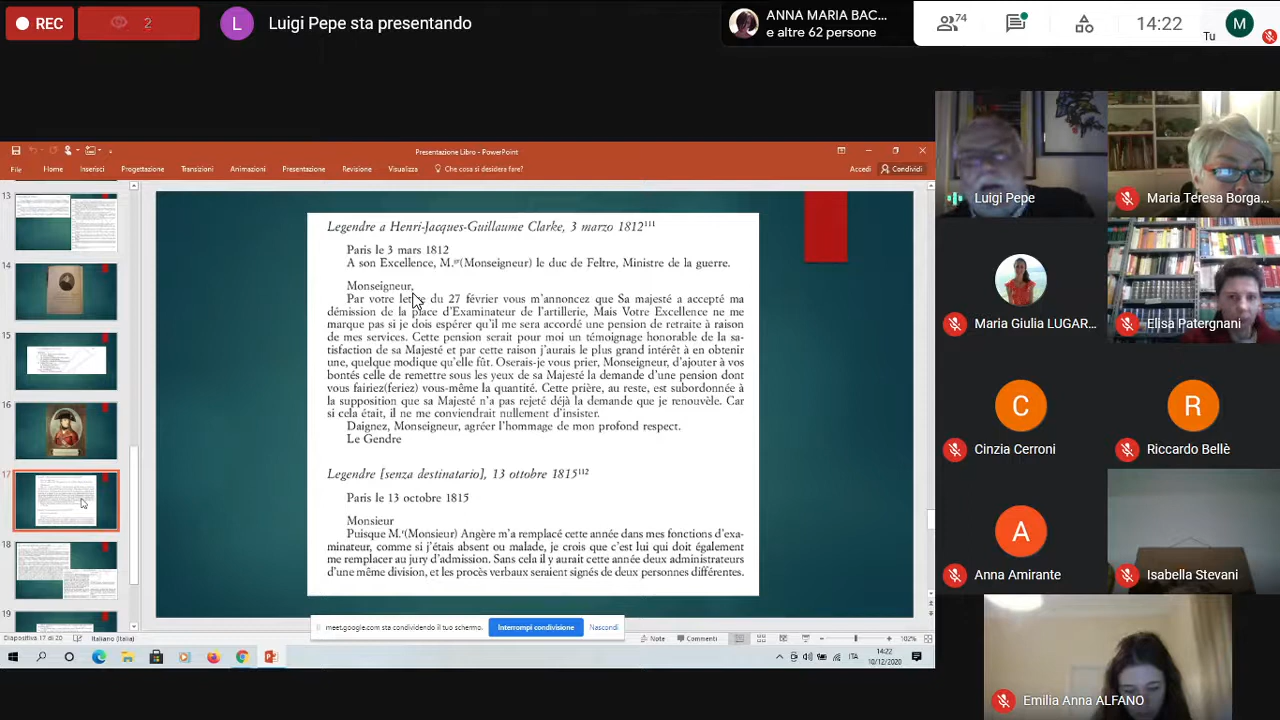 REC
2
L
Luigi Pepe sta presentando
ANNA MARIA BAC...
e altre 62 persone
74
14:22
Tu
M
Presentazione Libro - PowerPoint
File
Home
Inserisci
Progettazione
Transizioni
Animazioni
Presentazione
Revisione
Visualizza
Che cosa si desidera fare?
Accedi
Condividi
13
14
15
16
17
18
19
Legendre a Henri-Jacques-Guillaume Clarke, 3 marzo 1812¹¹¹
Paris le 3 mars 1812
A son Excellence, M.gr(Monseigneur) le duc de Feltre, Ministre de la guerre.
Monseigneur,
Par votre lettre du 27 février vous m'annoncez que Sa majesté a accepté ma
démission de la place d'Examinateur de l'artillerie, Mais Votre Excellence ne me
marque pas si je dois espérer qu'il me sera accordé une pension de retraite à raison
de mes services. Cette pension serait pour moi un témoignage honorable de la sa-
tisfaction de sa Majesté et par cette raison j'aurais le plus grand intérêt à en obtenir
une, quelque modique qu'elle fût. Oserais-je vous prier, Monseigneur, d'ajouter à vos
bontés celle de remettre sous les yeux de sa Majesté la demande d'une pension dont
vous fairiez(feriez) vous-même la quantité. Cette prière, au reste, est subordonnée à
la supposition que sa Majesté n'a pas rejeté déjà la demande que je renouvèle. Car
si cela était, il ne me conviendrait nullement d'insister.
Daignez, Monseigneur, agréer l'hommage de mon profond respect.
Le Gendre
Legendre [senza destinatario], 13 ottobre 1815¹¹²
Paris le 13 octobre 1815
Monsieur
Puisque M.r(Monsieur) Angère m'a remplacé cette année dans mes fonctions d'exa-
minateur, comme si j'étais absent ou malade, je crois que c'est lui qui doit également
me remplacer au jury d'admission. Sans cela il y aurait cette année deux administrateurs
d'une même division, et les procès verbaux seraient signés de deux personnes différentes.
meet.google.com sta condividendo il tuo schermo.
Interrompi condivisione
Nascondi
Diapositiva 17 di 20
Italiano (Italia)
Note
Commenti
102%
ITA
14:22
10/12/2020
Luigi Pepe
Maria Teresa Borga...
Maria Giulia LUGAR...
Elisa Patergnani
C
Cinzia Cerroni
R
Riccardo Bellè
A
Anna Amirante
Isabella Stevani
Emilia Anna ALFANO